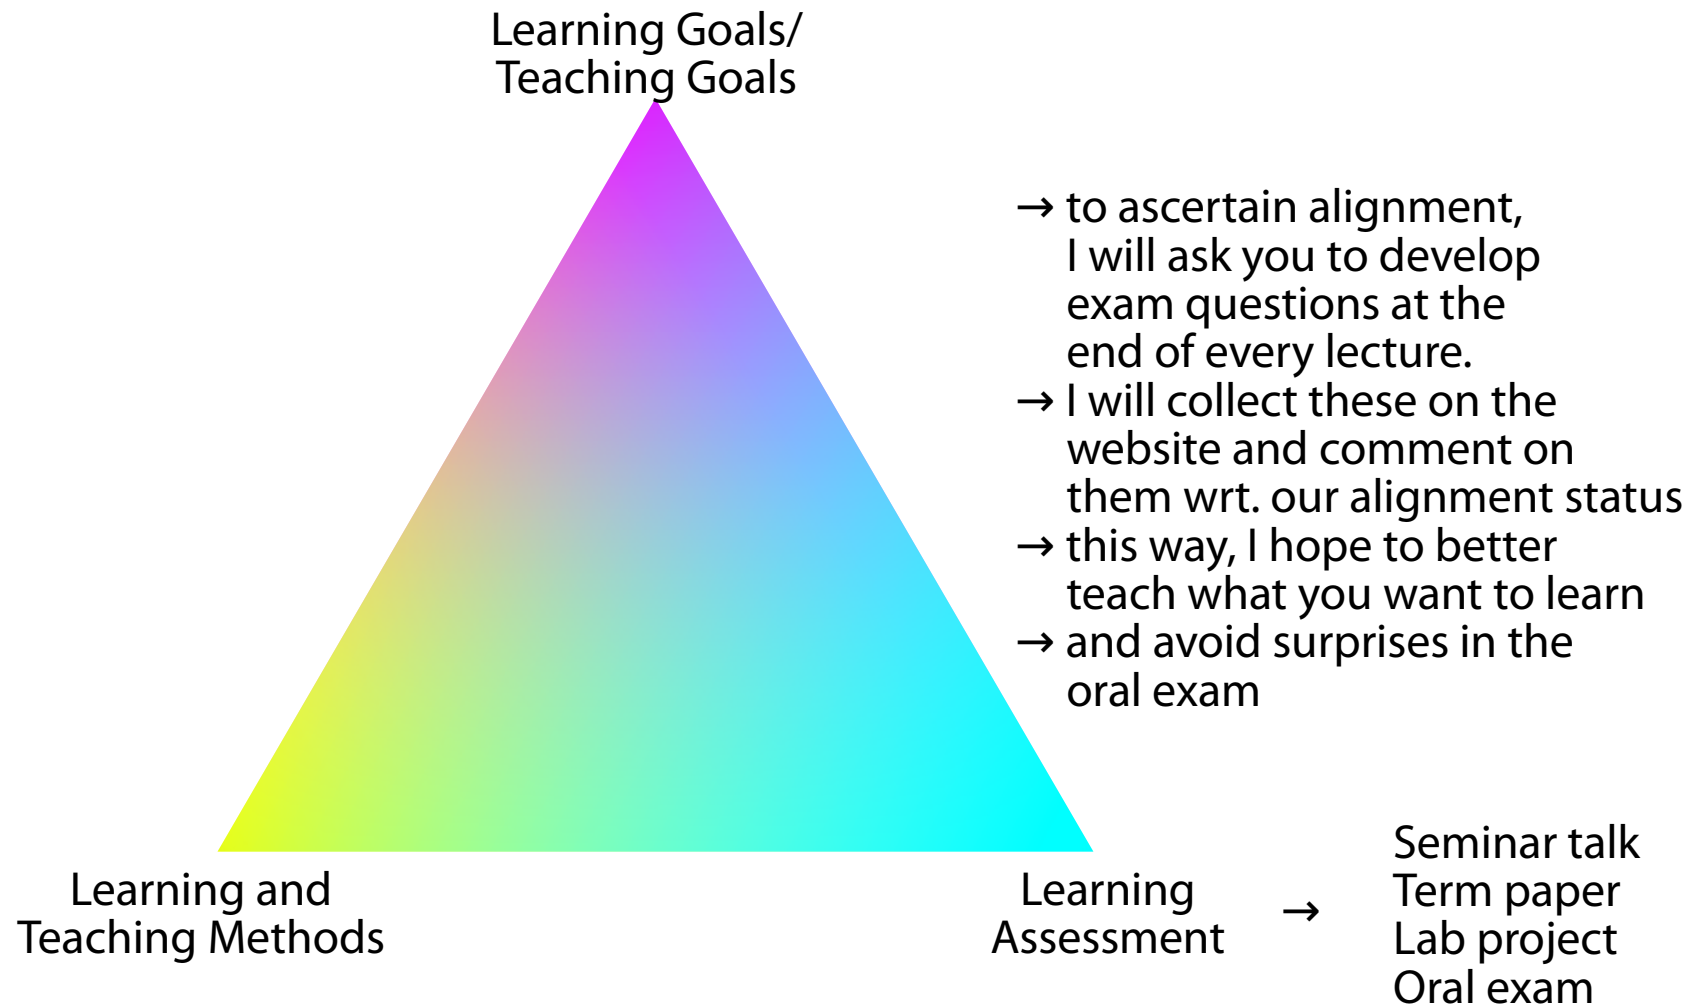 Learning Goals/
Teaching Goals
→ to ascertain alignment,
I will ask you to develop
exam questions at the
end of every lecture.
→ I will collect these on the
website and comment on
them wrt. our alignment status
→ this way, I hope to better
teach what you want to learn
→ and avoid surprises in the
oral exam
Learning and
Teaching Methods
Learning
Assessment
→
Seminar talk
Term paper
Lab project
Oral exam